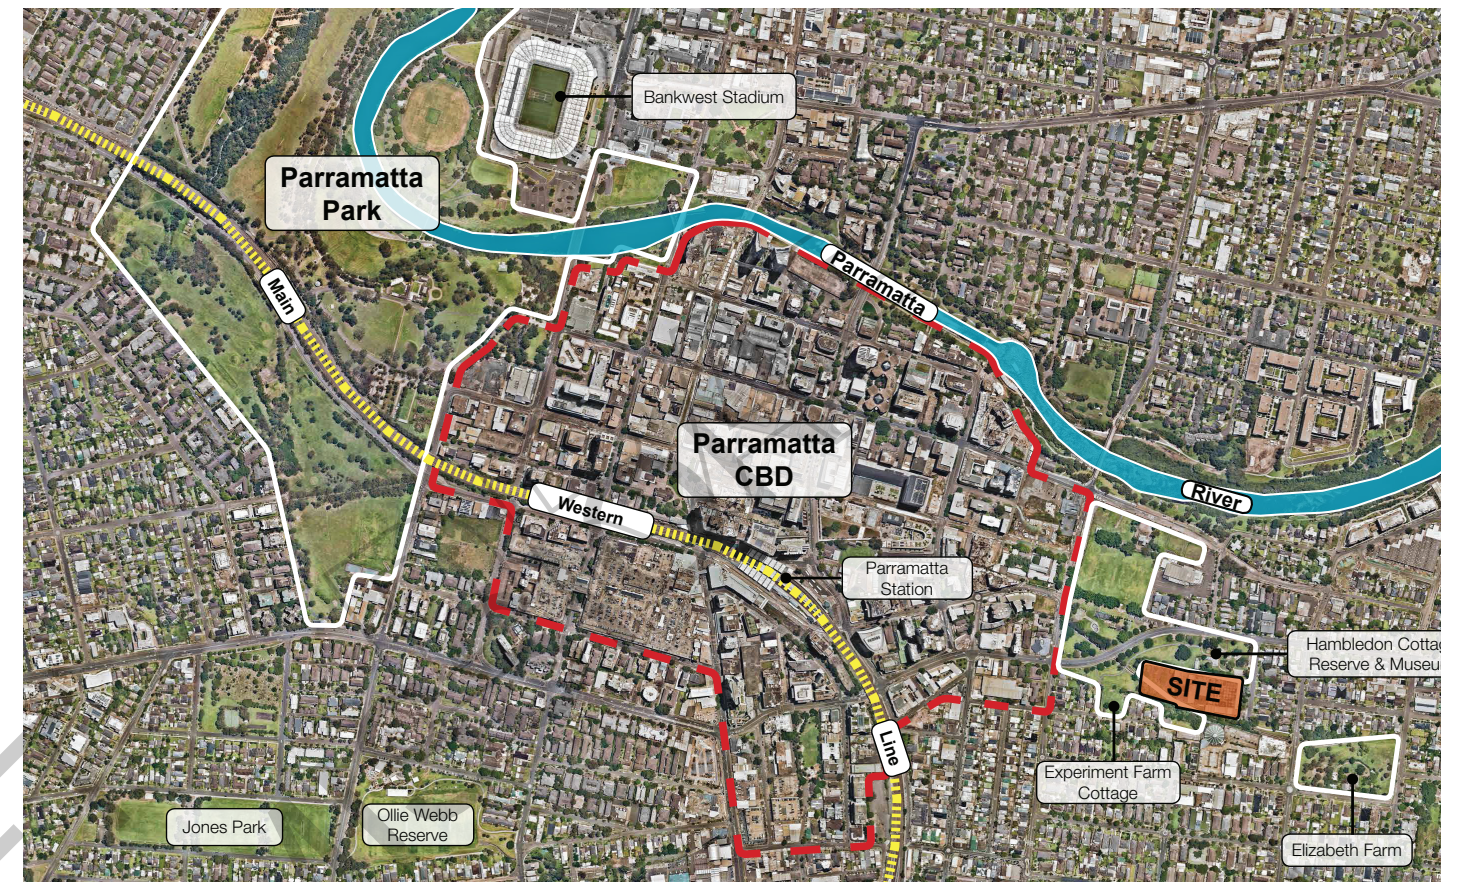 Bankwest Stadium
Parramatta
Park
Main
Parramatta
Parramatta
CBD
River
Western
Parramatta
Station
Hambledon Cottag
Reserve & Museu
SITE
Line
Experiment Farm
Cottage
Jones Park
Ollie Webb
Reserve
Elizabeth Farm